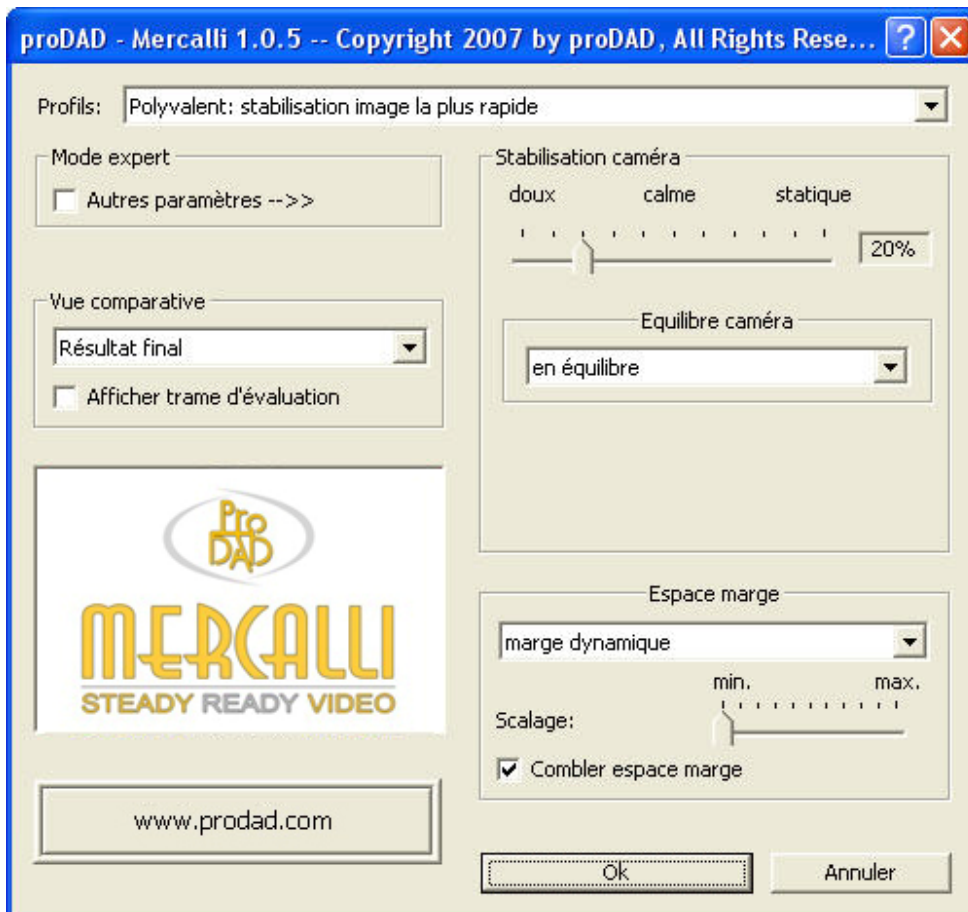 proDAD - Mercalli 1.0.5 -- Copyright 2007 by proDAD, All Rights Rese...
Profils: Polyvalent: stabilisation image la plus rapide
Mode expert
Autres paramètres -->>
Vue comparative
Résultat final
Afficher trame d'évaluation
ProDAD
MERCALLI
STEADY READY VIDEO
www.prodad.com
Stabilisation caméra
doux calme statique
20%
Equilibre caméra
en équilibre
Espace marge
marge dynamique
min. max.
Scalage:
Combler espace marge
Ok Annuler